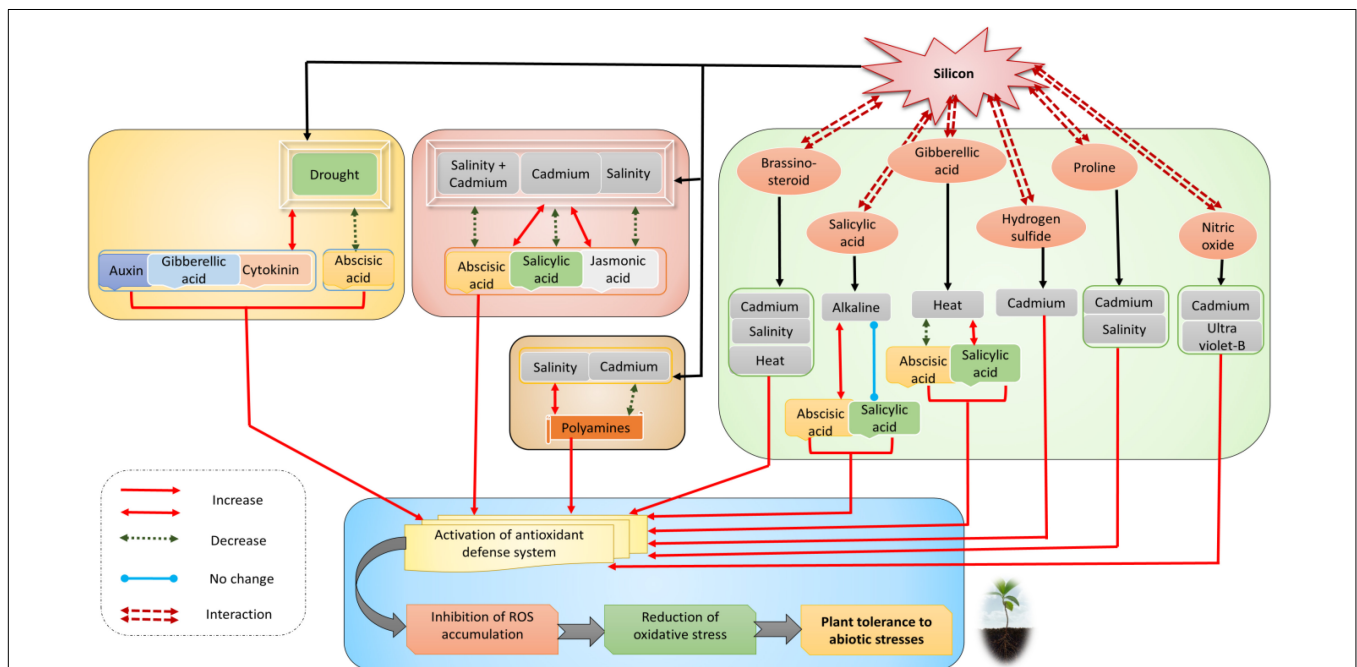 Silicon
Drought
Auxin
Gibberellic
acid
Cytokinin
Abscisic
acid
Salinity +
Cadmium
Cadmium
Salinity
Abscisic
acid
Salicylic
acid
Jasmonic
acid
Salinity
Cadmium
Polyamines
Brassino-
steroid
Gibberellic
acid
Proline
Salicylic
acid
Hydrogen
sulfide
Nitric
oxide
Cadmium
Salinity
Heat
Alkaline
Abscisic
acid
Salicylic
acid
Heat
Abscisic
acid
Salicylic
acid
Cadmium
Cadmium
Salinity
Cadmium
Ultra
violet-B
Increase
Decrease
No change
Interaction
Activation of antioxidant
defense system
Inhibition of ROS
accumulation
Reduction of
oxidative stress
Plant tolerance to
abiotic stresses